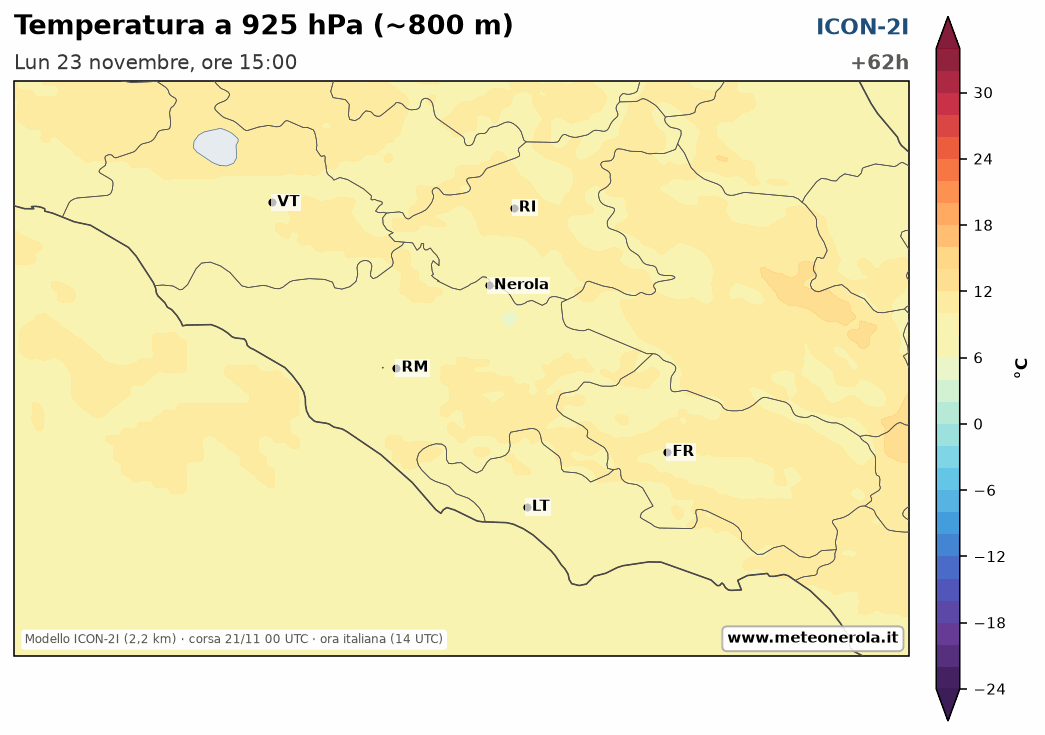 Temperatura a 925 hPa (~800 m)
ICON-2I
Lun 23 novembre, ore 15:00
+62h
VT
RI
Nerola
RM
FR
LT
Modello ICON-2I (2,2 km) · corsa 21/11 00 UTC · ora italiana (14 UTC)
www.meteonerola.it
30
24
18
12
6
0
−6
−12
−18
−24
°C